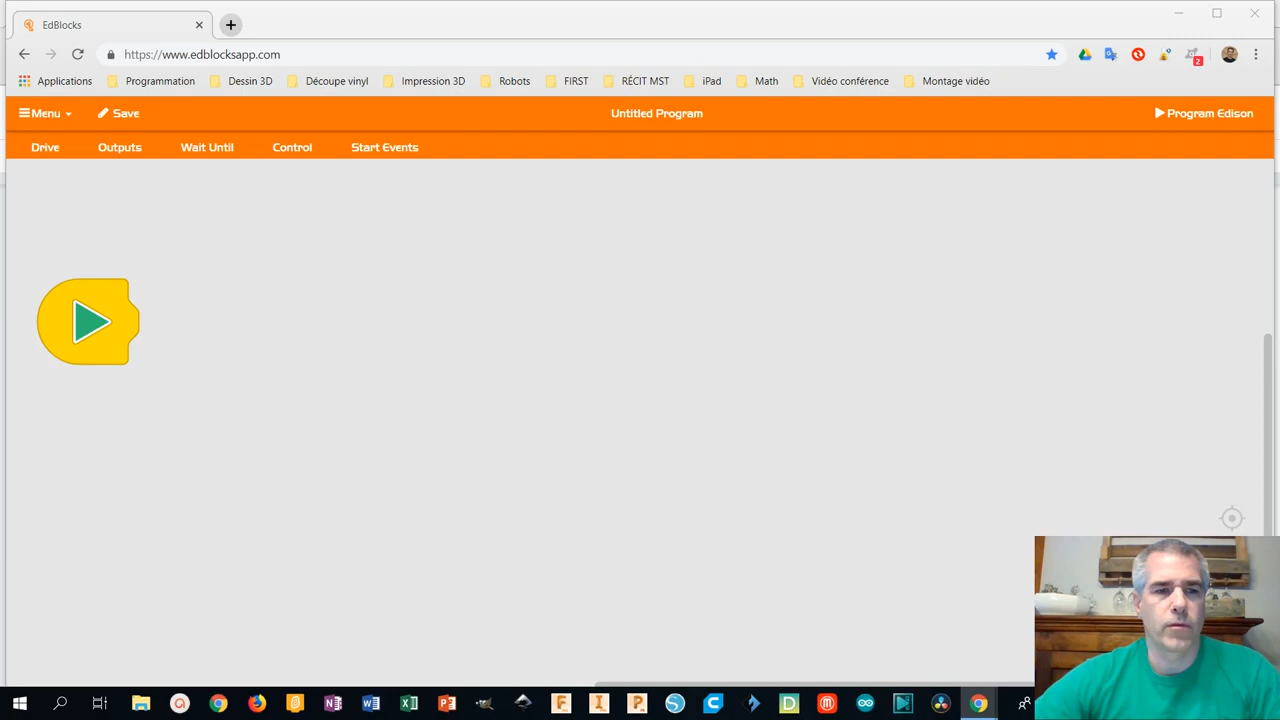 EdBlocks
https://www.edblocksapp.com
2
Applications Programmation Dessin 3D Découpe vinyl Impression 3D Robots FIRST RÉCIT MST iPad Math Vidéo conférence Montage vidéo
Menu Save Untitled Program Program Edison
Drive Outputs Wait Until Control Start Events